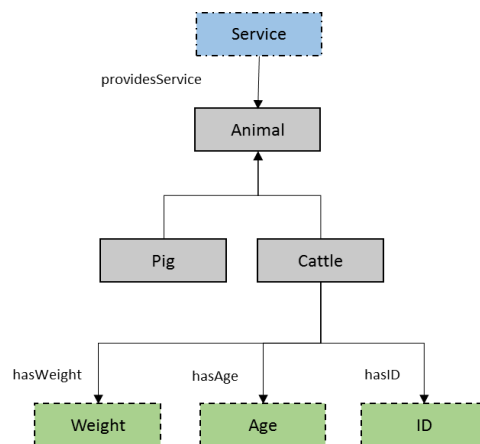 Service
providesService
Animal
Pig
Cattle
hasWeight
hasAge
hasID
Weight
Age
ID